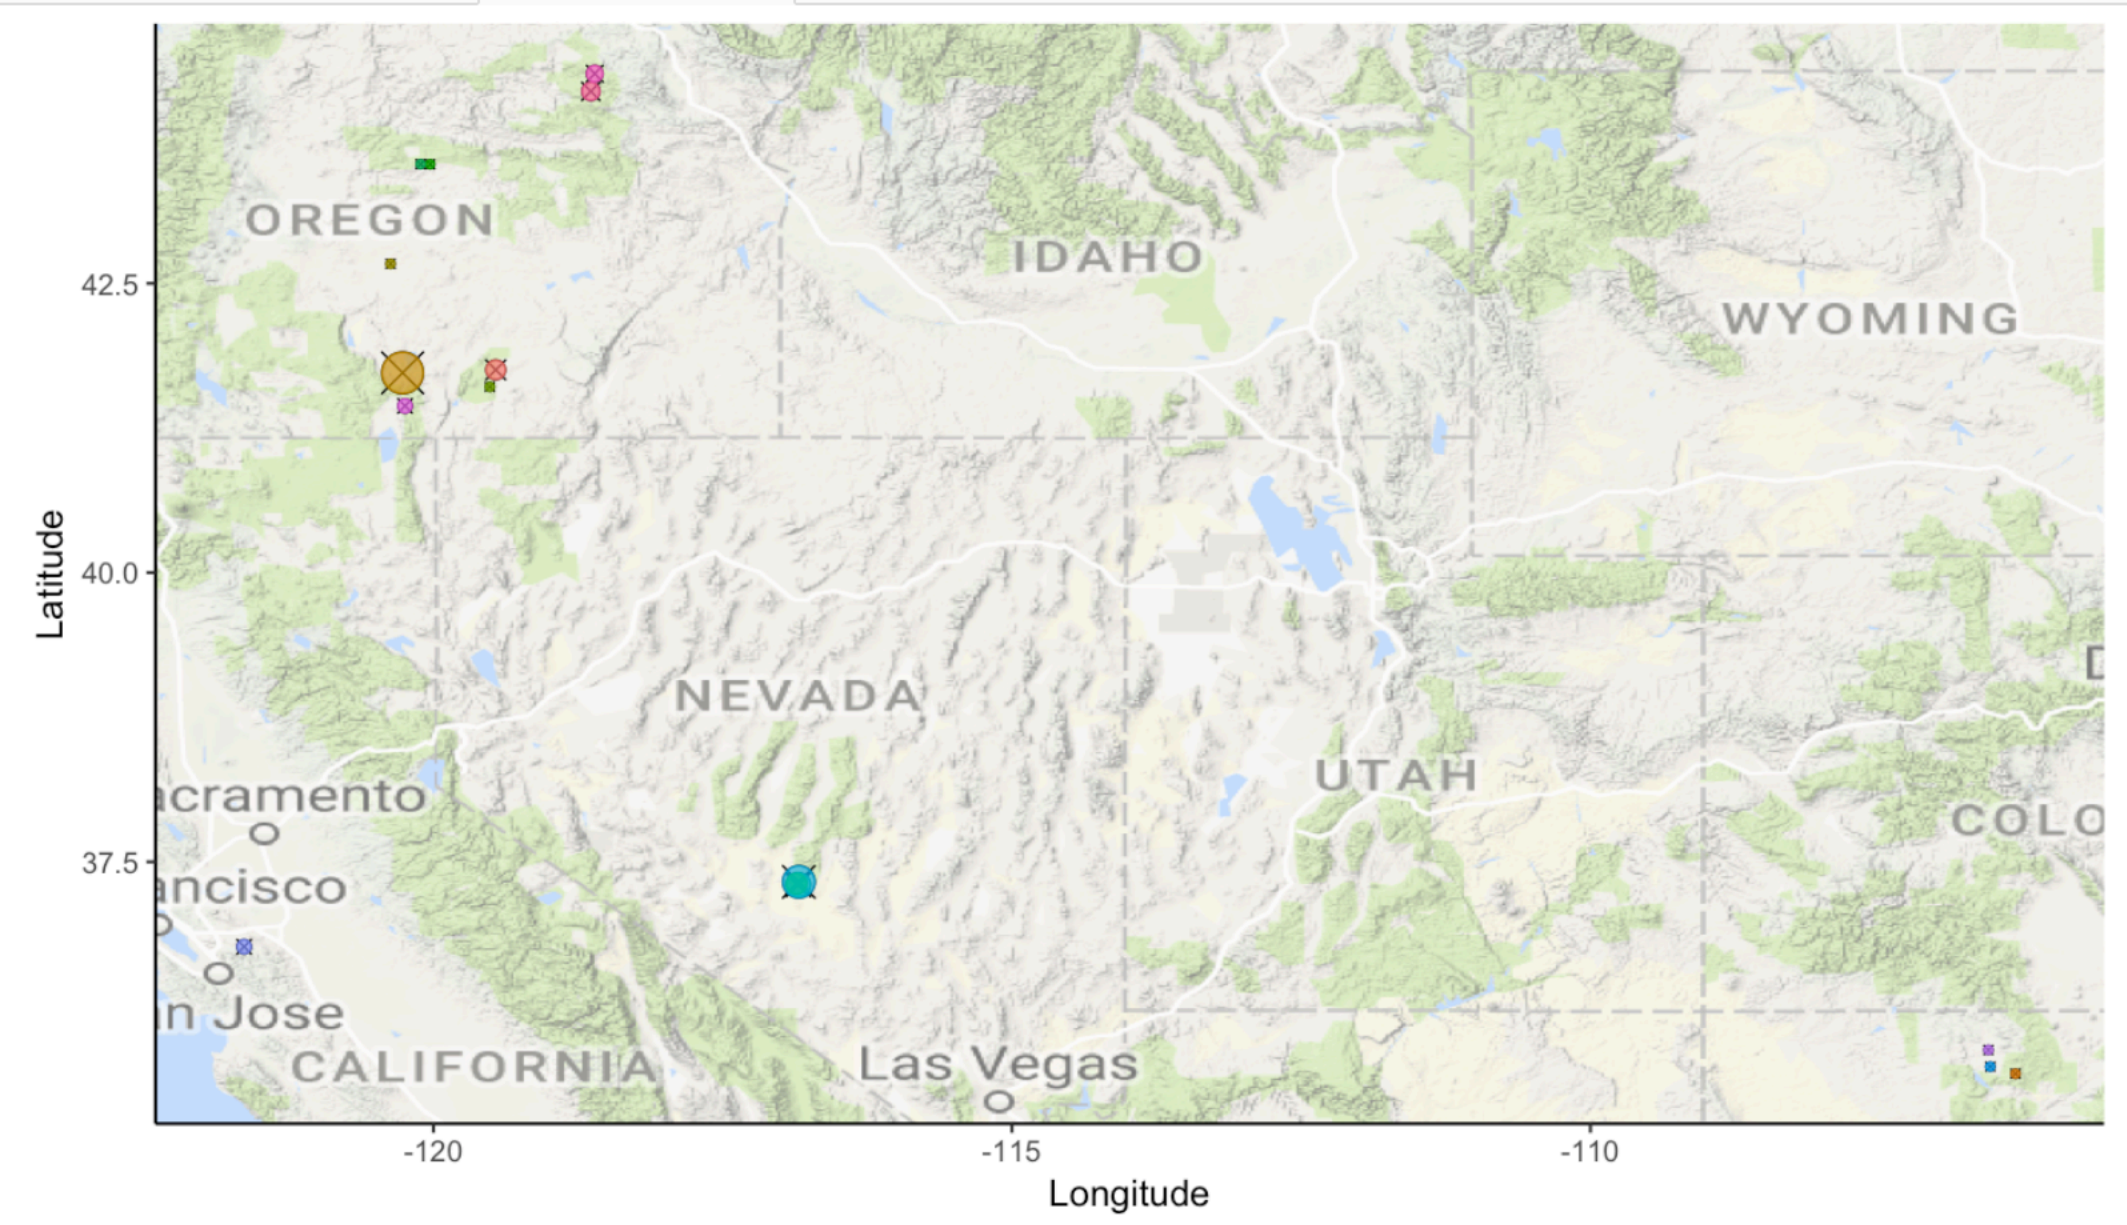 OREGON
42.5
IDAHO
WYOMING
Latitude
40.0
D
NEVADA
UTAH
acramento
COLO
37.5
ancisco
n Jose
CALIFORNIA
Las Vegas
-120
-115
-110
Longitude